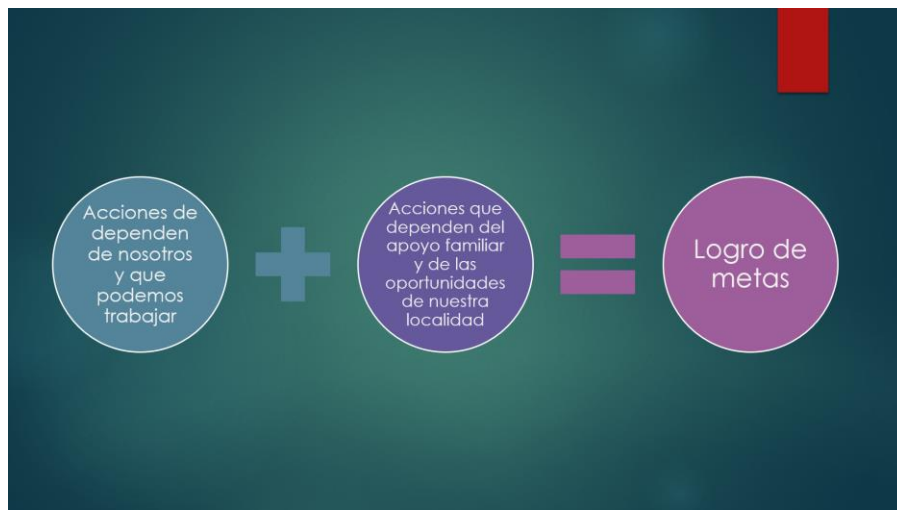 Acciones de
dependen
de nosotros
y que
podemos
trabajar
Acciones que
dependen del
apoyo familiar
y de las
oportunidades
de nuestra
localidad
Logro de
metas